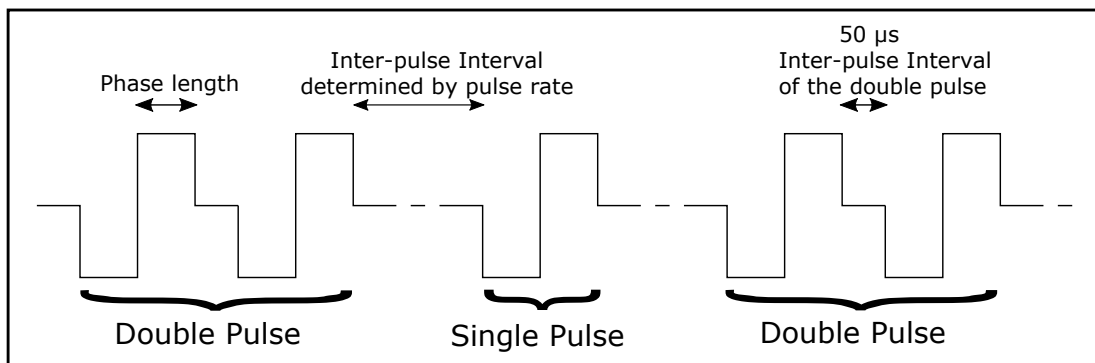 Phase length
Inter-pulse Interval
determined by pulse rate
50 µs
Inter-pulse Interval
of the double pulse
Double Pulse
Single Pulse
Double Pulse